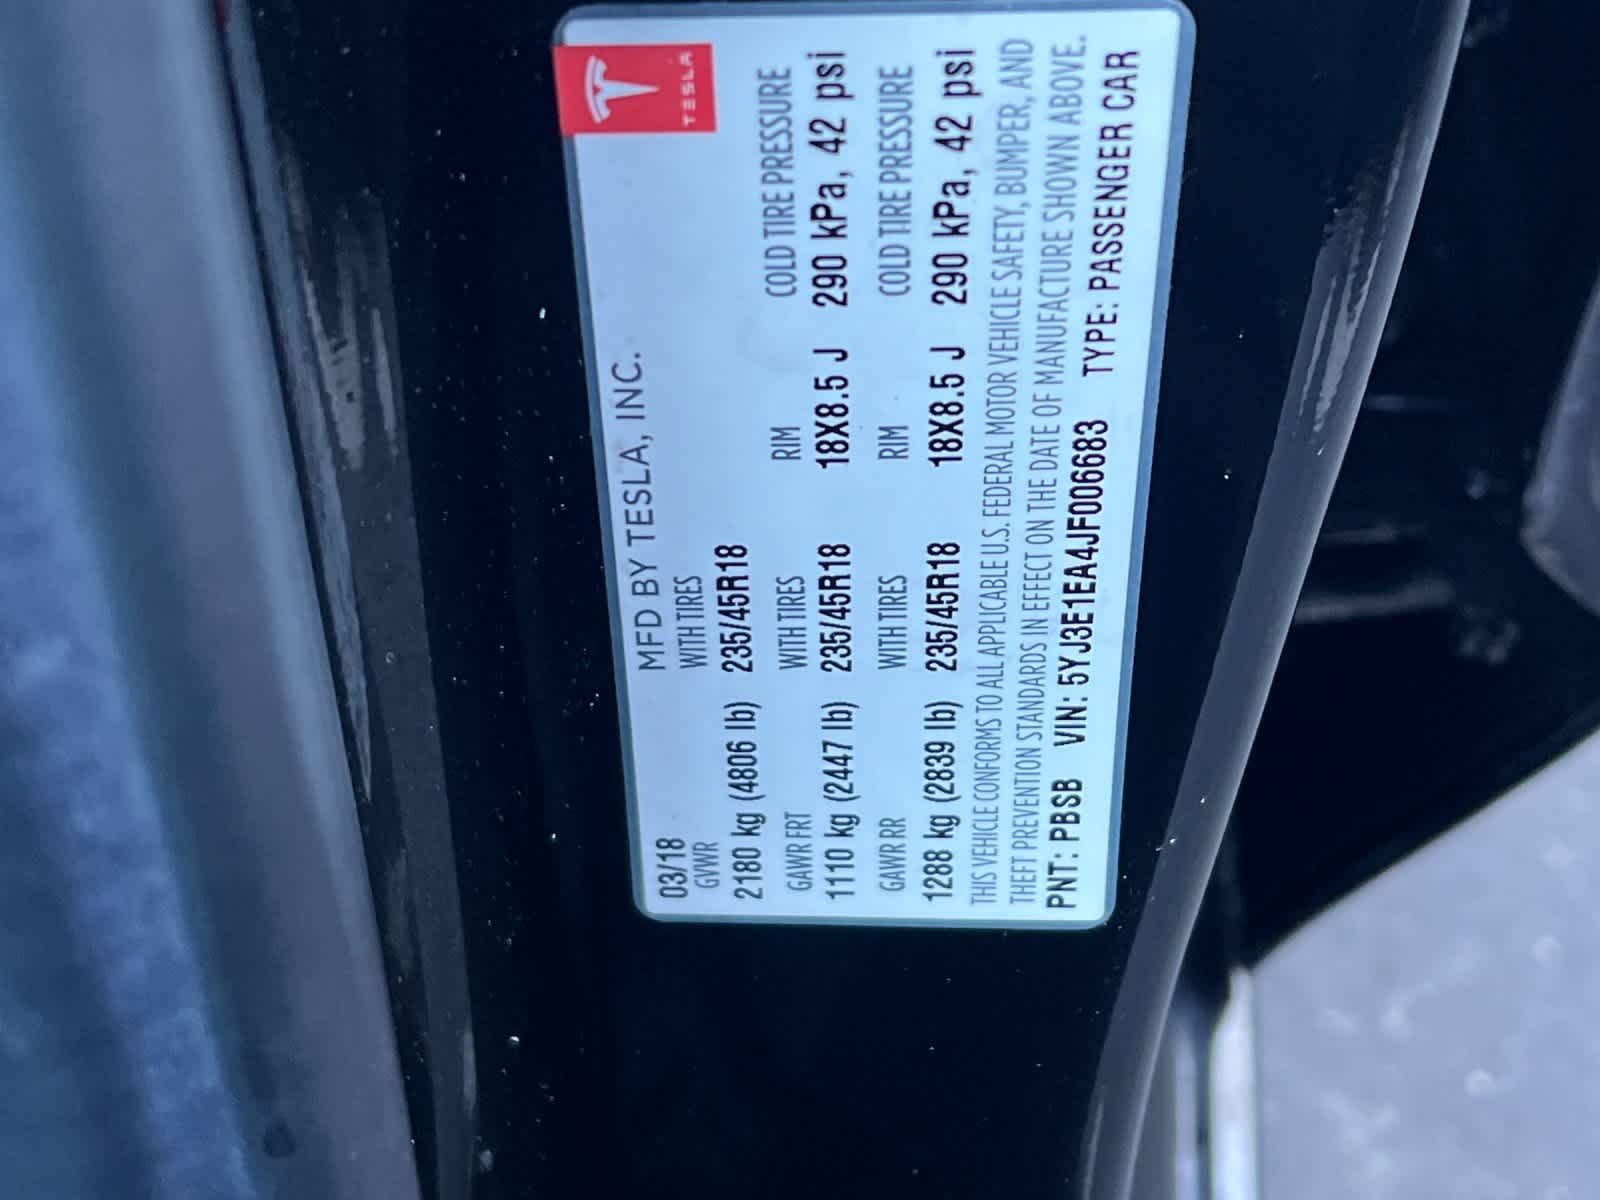 TESLA
MFD BY TESLA, INC.
03/18
GVWR WITH TIRES
2180 kg (4806 lb) 235/45R18
GAWR FRT WITH TIRES RIM COLD TIRE PRESSURE
1110 kg (2447 lb) 235/45R18 18X8.5 J 290 kPa, 42 psi
GAWR RR WITH TIRES RIM COLD TIRE PRESSURE
1288 kg (2839 lb) 235/45R18 18X8.5 J 290 kPa, 42 psi
THIS VEHICLE CONFORMS TO ALL APPLICABLE U.S. FEDERAL MOTOR VEHICLE SAFETY, BUMPER, AND
THEFT PREVENTION STANDARDS IN EFFECT ON THE DATE OF MANUFACTURE SHOWN ABOVE.
PNT: PBSB VIN: 5YJ3E1EA4JF006683 TYPE: PASSENGER CAR